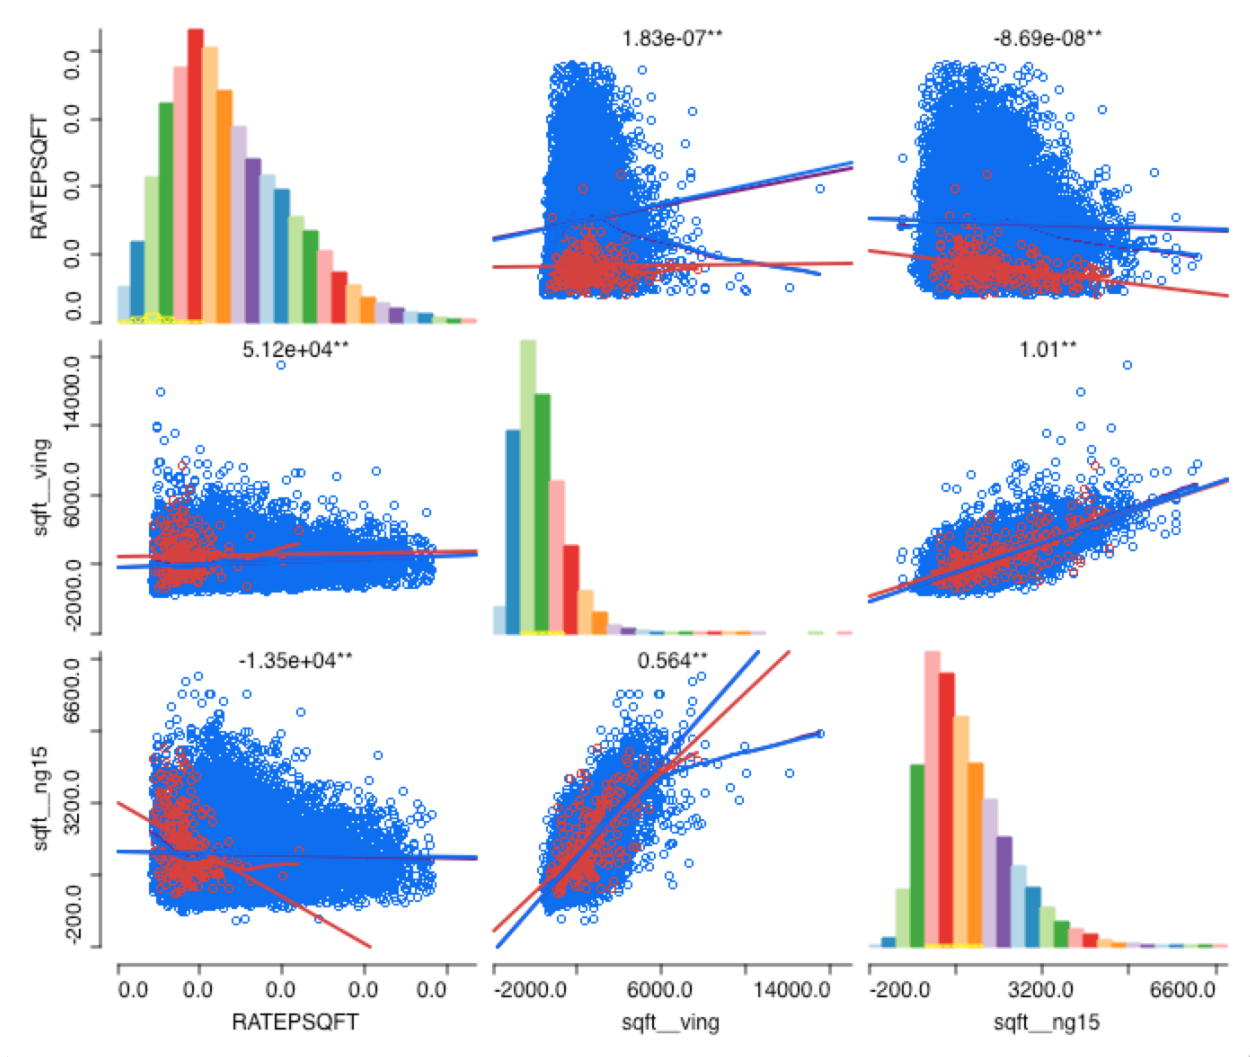 1.83e-07**
-8.69e-08**
RATEPSQFT
0.0
0.0
0.0
0.0
0.0
5.12e+04**
1.01**
sqft__ving
14000.0
6000.0
-2000.0
-1.35e+04**
0.564**
sqft__ng15
6600.0
3200.0
-200.0
0.0 0.0 0.0 0.0 0.0
-2000.0 6000.0 14000.0
-200.0 3200.0 6600.0
RATEPSQFT
sqft__ving
sqft__ng15